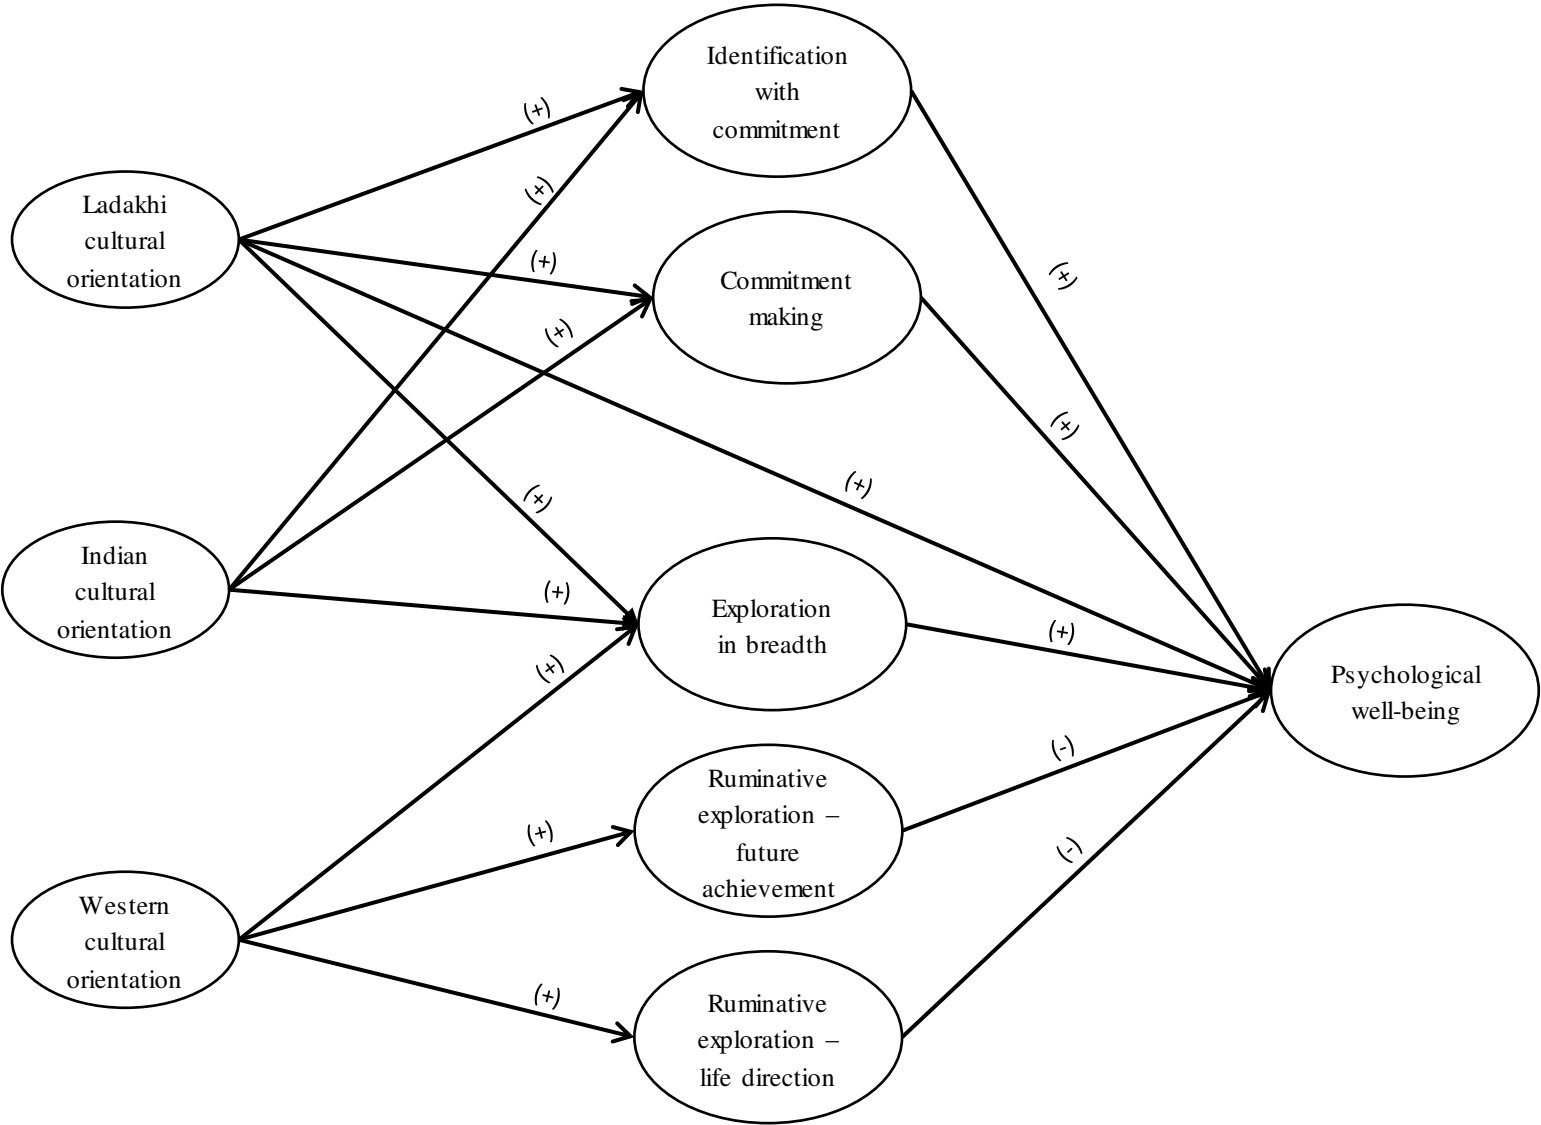 Identification
with
commitment
(+)
(+)
Ladakhi
cultural
orientation
(+)
Commitment
making
(+)
(+)
(+)
(+)
(+)
Indian
cultural
orientation
(+)
(+)
Exploration
in breadth
(+)
Psychological
well-being
(-)
Ruminative
exploration –
future
achievement
(+)
(-)
Western
cultural
orientation
(+)
Ruminative
exploration –
life direction